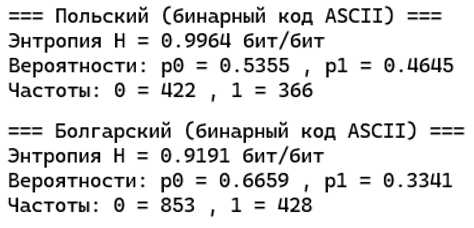 === Польский (бинарный код ASCII) ===
Энтропия H = 0.9964 бит/бит
Вероятности: p0 = 0.5355 , p1 = 0.4645
Частоты: 0 = 422 , 1 = 366
=== Болгарский (бинарный код ASCII) ===
Энтропия H = 0.9191 бит/бит
Вероятности: p0 = 0.6659 , p1 = 0.3341
Частоты: 0 = 853 , 1 = 428